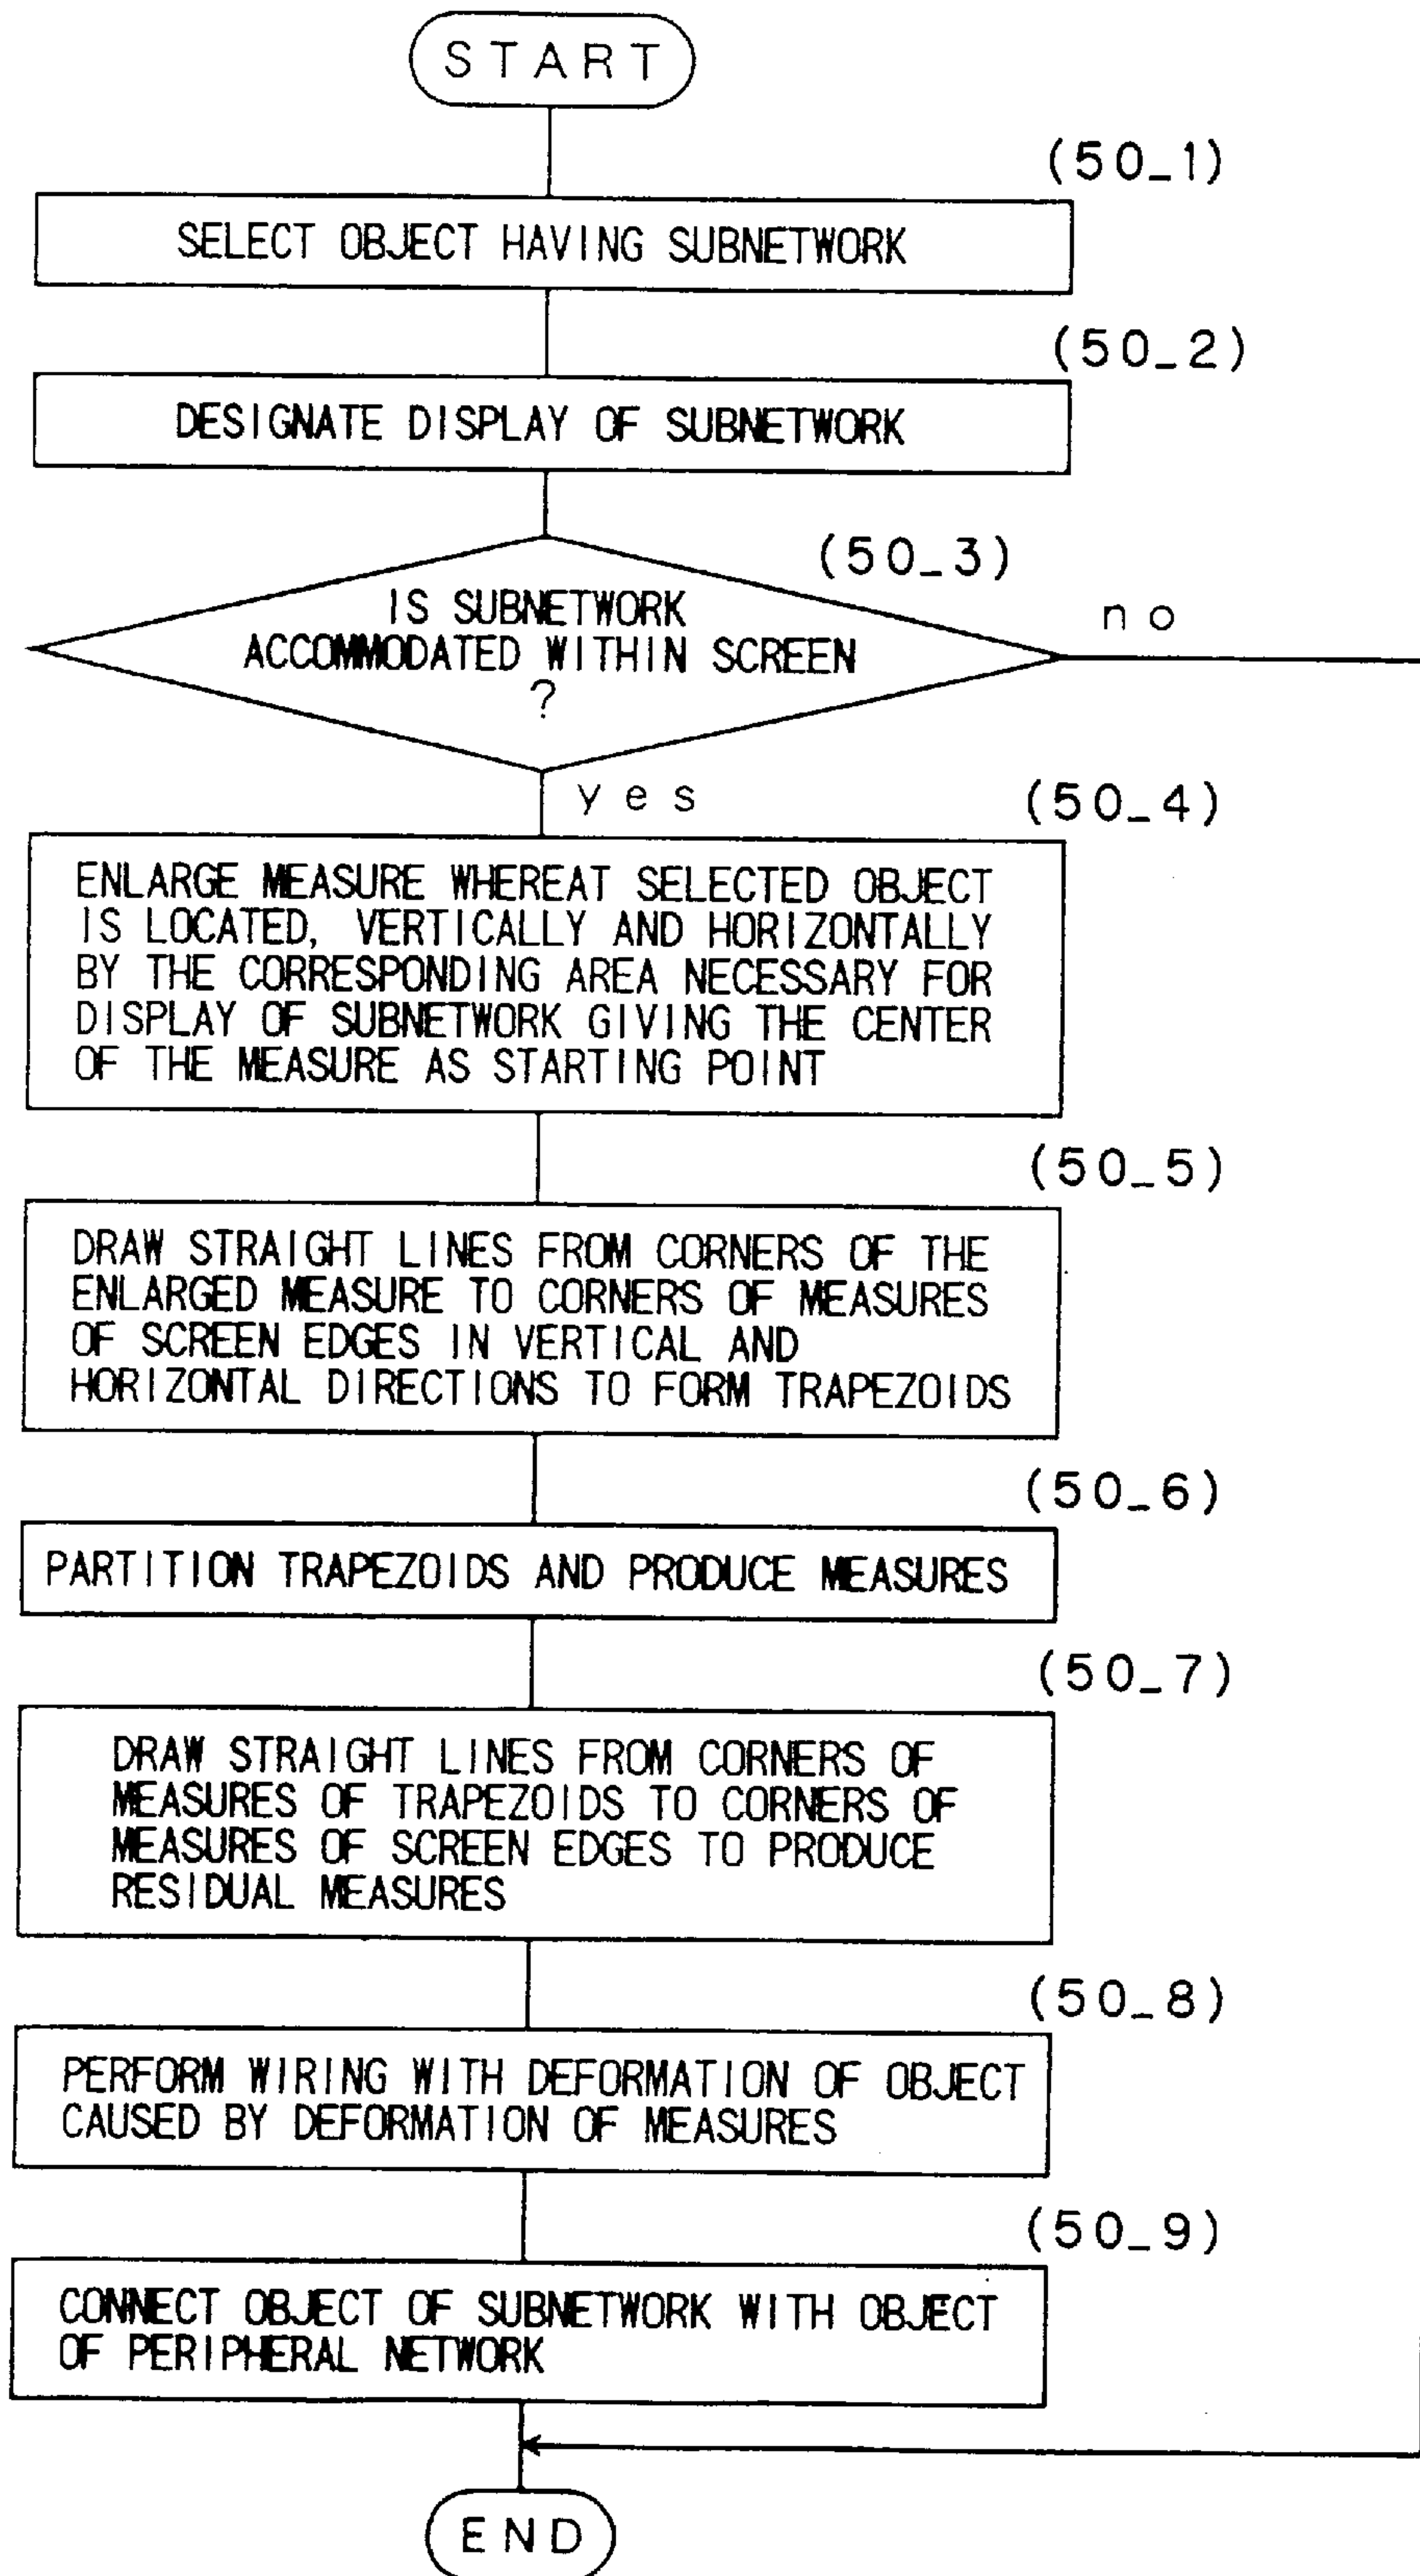 START
(50_1)
SELECT OBJECT HAVING SUBNETWORK
(50_2)
DESIGNATE DISPLAY OF SUBNETWORK
(50_3)
IS SUBNETWORK
ACCOMMODATED WITHIN SCREEN
?
no
yes
(50_4)
ENLARGE MEASURE WHEREAT SELECTED OBJECT
IS LOCATED, VERTICALLY AND HORIZONTALLY
BY THE CORRESPONDING AREA NECESSARY FOR
DISPLAY OF SUBNETWORK GIVING THE CENTER
OF THE MEASURE AS STARTING POINT
(50_5)
DRAW STRAIGHT LINES FROM CORNERS OF THE
ENLARGED MEASURE TO CORNERS OF MEASURES
OF SCREEN EDGES IN VERTICAL AND
HORIZONTAL DIRECTIONS TO FORM TRAPEZOIDS
(50_6)
PARTITION TRAPEZOIDS AND PRODUCE MEASURES
(50_7)
DRAW STRAIGHT LINES FROM CORNERS OF
MEASURES OF TRAPEZOIDS TO CORNERS OF
MEASURES OF SCREEN EDGES TO PRODUCE
RESIDUAL MEASURES
(50_8)
PERFORM WIRING WITH DEFORMATION OF OBJECT
CAUSED BY DEFORMATION OF MEASURES
(50_9)
CONNECT OBJECT OF SUBNETWORK WITH OBJECT
OF PERIPHERAL NETWORK
END